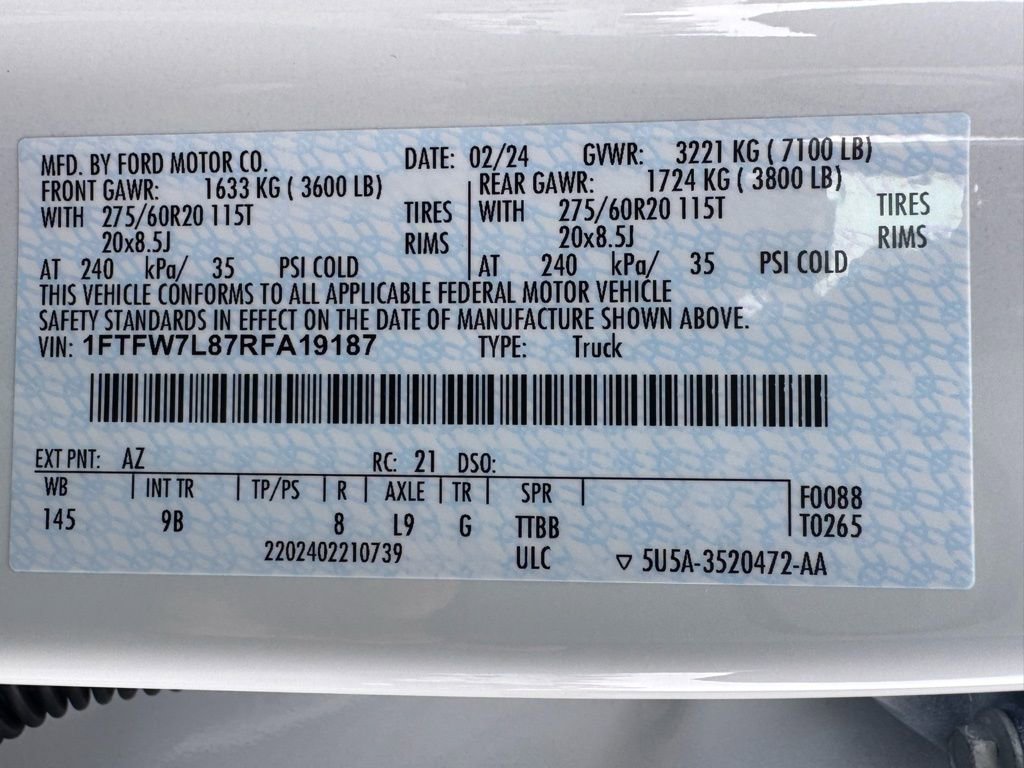 MFD. BY FORD MOTOR CO. DATE: 02/24 GVWR: 3221 KG ( 7100 LB)
FRONT GAWR: 1633 KG ( 3600 LB) REAR GAWR: 1724 KG ( 3800 LB)
WITH 275/60R20 115T TIRES WITH 275/60R20 115T TIRES
20x8.5J RIMS 20x8.5J RIMS
AT 240 kPa/ 35 PSI COLD AT 240 kPa/ 35 PSI COLD
THIS VEHICLE CONFORMS TO ALL APPLICABLE FEDERAL MOTOR VEHICLE
SAFETY STANDARDS IN EFFECT ON THE DATE OF MANUFACTURE SHOWN ABOVE.
VIN: 1FTFW7L87RFA19187 TYPE: Truck
EXT PNT: AZ RC: 21 DSO:
WB INT TR TP/PS R AXLE TR SPR F0088
145 9B 8 L9 G TTBB T0265
2202402210739 ULC ▽ 5U5A-3520472-AA